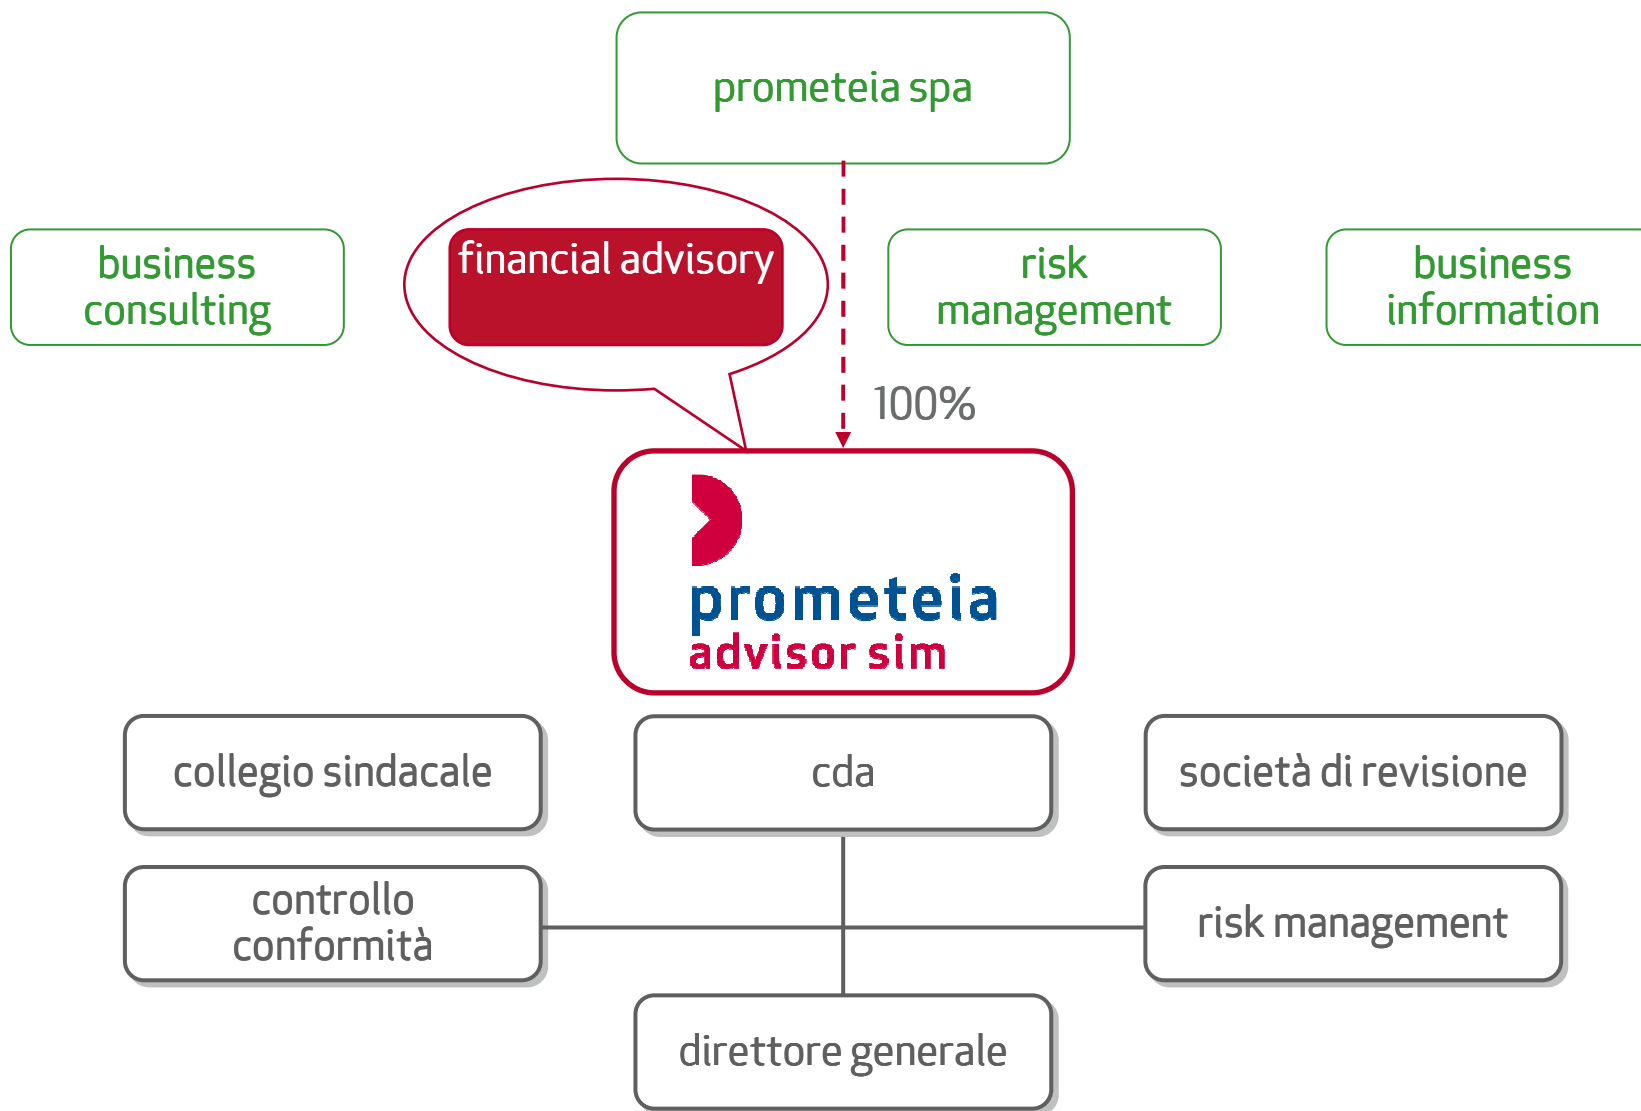 prometeia spa
business
consulting
financial advisory
risk
management
business
information
100%
prometeia
advisor sim
collegio sindacale
cda
società di revisione
controllo
conformità
risk management
direttore generale